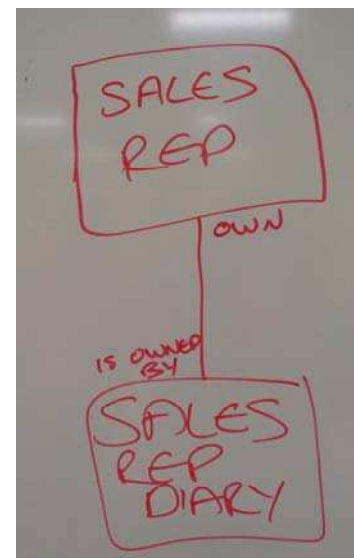 SALES
REP
OWN
IS OWNED
BY
SALES
REP
DIARY